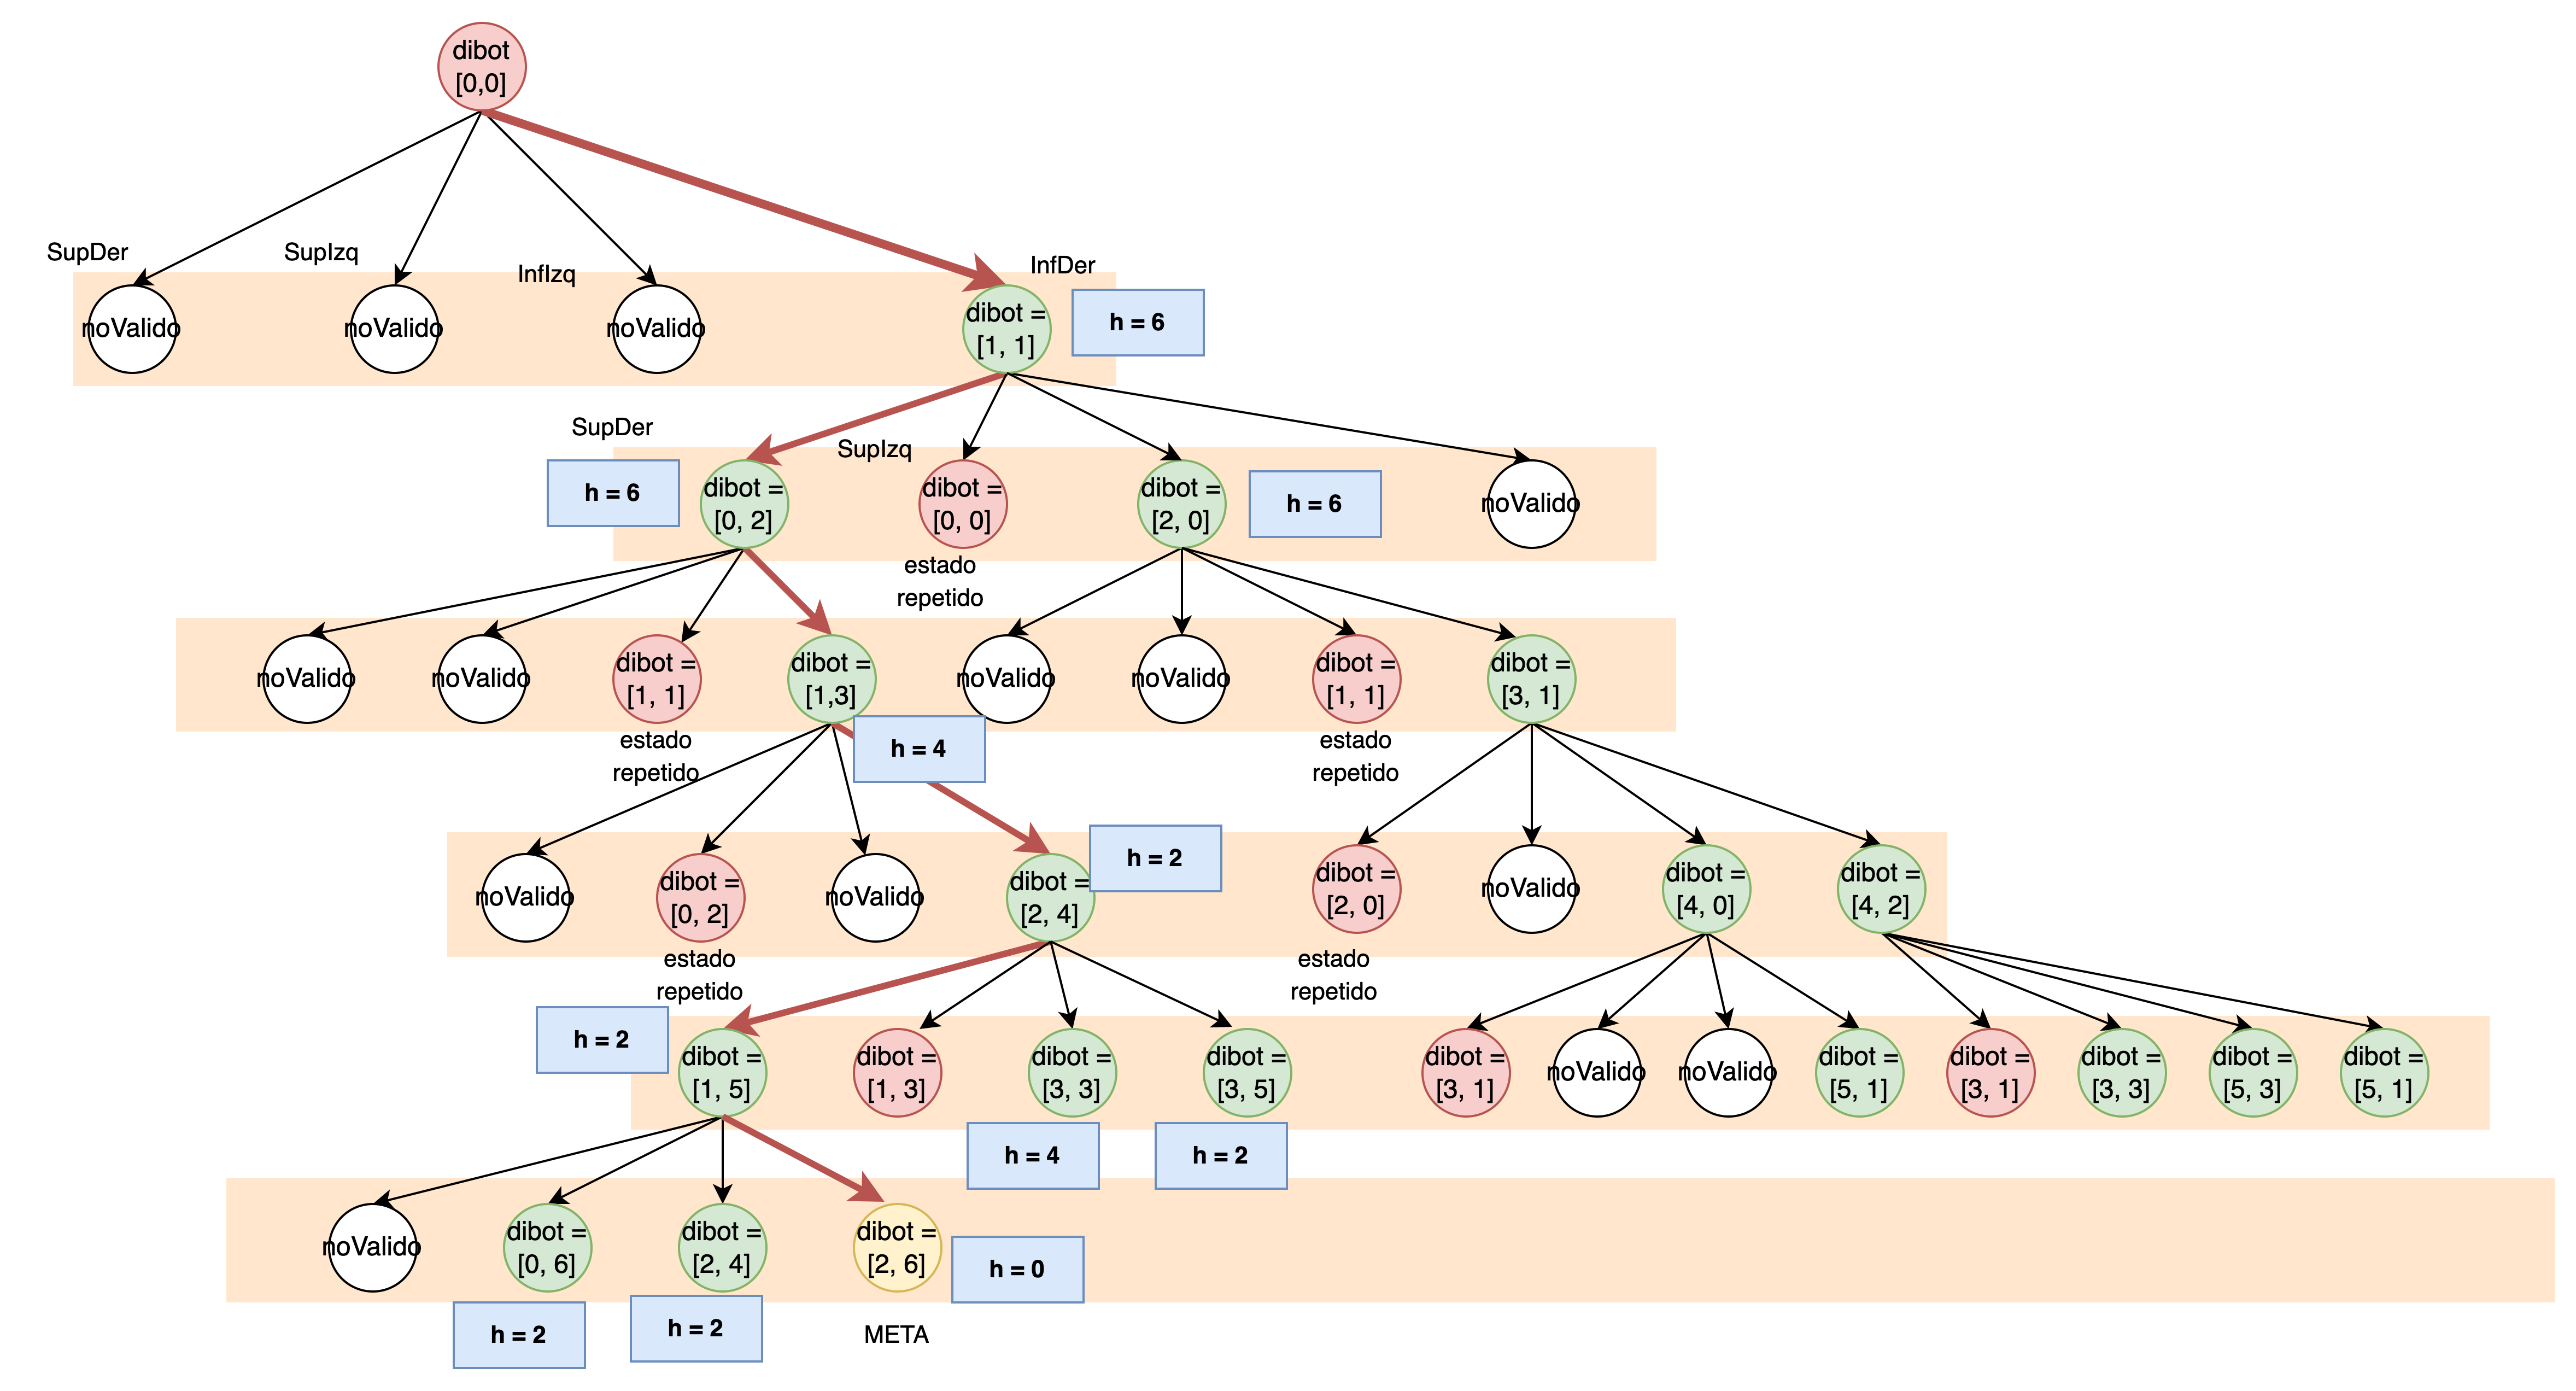 dibot
[0,0]
SupDer
SupIzq
InfIzq
InfDer
noValido
noValido
noValido
dibot =
[1, 1]
h = 6
SupDer
SupIzq
h = 6
dibot =
[0, 2]
dibot =
[0, 0]
dibot =
[2, 0]
h = 6
noValido
estado
repetido
noValido
noValido
dibot =
[1, 1]
dibot =
[1,3]
noValido
noValido
dibot =
[1, 1]
dibot =
[3, 1]
estado
repetido
h = 4
estado
repetido
noValido
dibot =
[0, 2]
noValido
dibot =
[2, 4]
h = 2
dibot =
[2, 0]
noValido
dibot =
[4, 0]
dibot =
[4, 2]
estado
repetido
estado
repetido
h = 2
dibot =
[1, 5]
dibot =
[1, 3]
dibot =
[3, 3]
dibot =
[3, 5]
dibot =
[3, 1]
noValido
noValido
dibot =
[5, 1]
dibot =
[3, 1]
dibot =
[3, 3]
dibot =
[5, 3]
dibot =
[5, 1]
h = 4
h = 2
noValido
dibot =
[0, 6]
dibot =
[2, 4]
dibot =
[2, 6]
h = 0
h = 2
h = 2
META